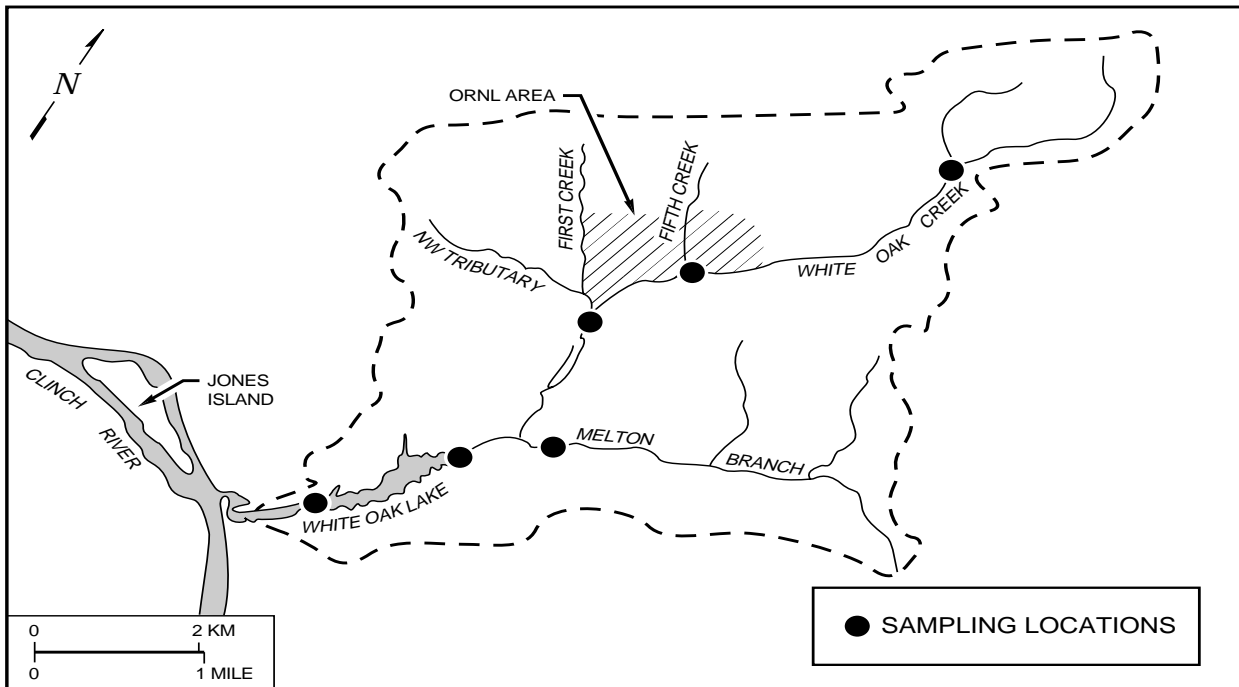 N
ORNL AREA
FIRST CREEK
FIFTH CREEK
NW TRIBUTARY
WHITE OAK CREEK
JONES
ISLAND
CLINCH RIVER
MELTON BRANCH
WHITE OAK LAKE
0 2 KM
0 1 MILE
SAMPLING LOCATIONS